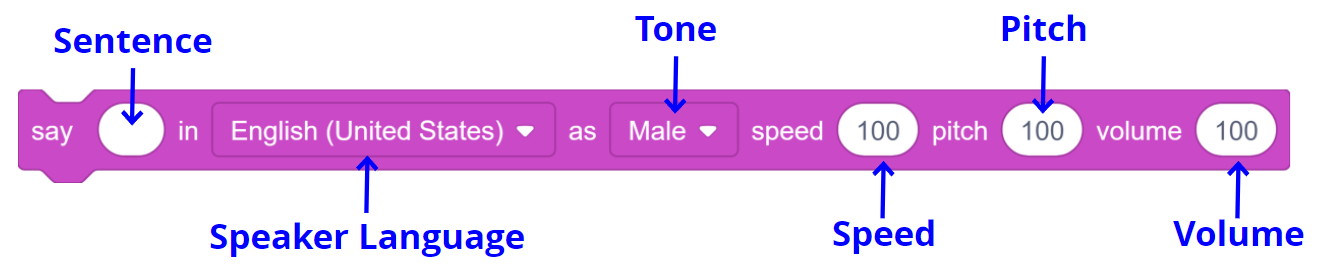 Sentence
Tone
Pitch
say in English (United States) as Male speed 100 pitch 100 volume 100
Speaker Language
Speed
Volume